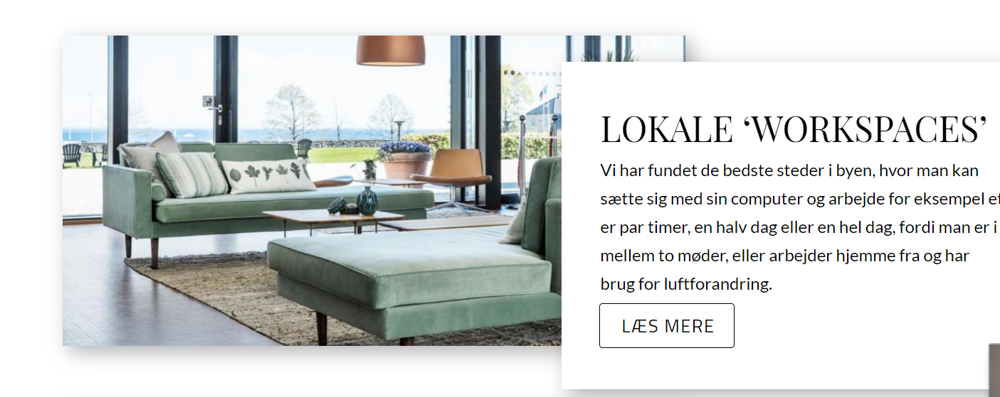 LOKALE ‘WORKSPACES’
Vi har fundet de bedste steder i byen, hvor man kan
sætte sig med sin computer og arbejde for eksempel et
er par timer, en halv dag eller en hel dag, fordi man er i
mellem to møder, eller arbejder hjemme fra og har
brug for luftforandring.
LÆS MERE